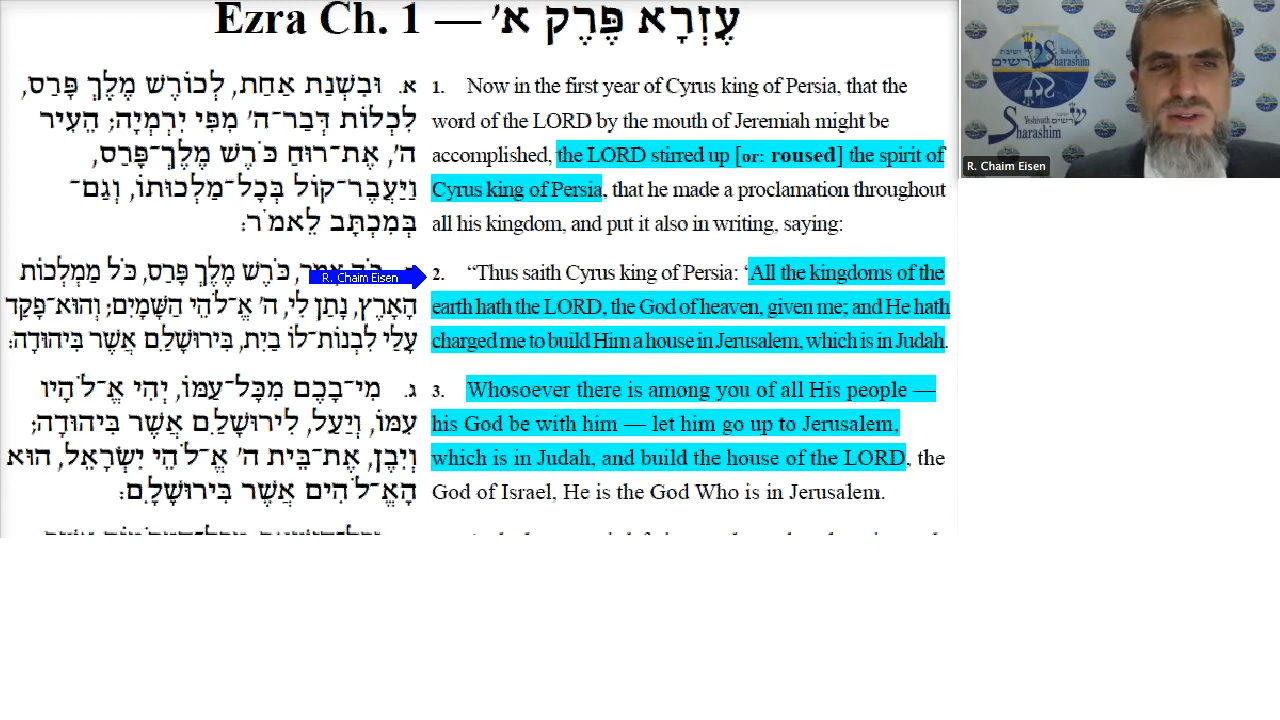 Ezra Ch. 1 — עֶזְרָא פֶּרֶק א׳
א. וּבִשְׁנַת אַחַת, לְכוֹרֶשׁ מֶלֶךְ פָּרַס,
לִכְלוֹת דְּבַר־ה׳ מִפִּי יִרְמְיָה; הֵעִיר
ה׳, אֶת־רוּחַ כֹּרֶשׁ מֶלֶךְ־פָּרַס,
וַיַּעֲבֶר־קוֹל בְּכָל־מַלְכוּתוֹ, וְגַם־
בְּמִכְתָּב לֵאמֹר:
1. Now in the first year of Cyrus king of Persia, that the
word of the LORD by the mouth of Jeremiah might be
accomplished, the LORD stirred up [or: roused] the spirit of
Cyrus king of Persia, that he made a proclamation throughout
all his kingdom, and put it also in writing, saying:
אָמַר, כֹּרֶשׁ מֶלֶךְ פָּרַס, כֹּל מַמְלְכוֹת
הָאָרֶץ, נָתַן לִי, ה׳ אֱ־לֹהֵי הַשָּׁמָיִם; וְהוּא־פָקַד
עָלַי לִבְנוֹת־לוֹ בַיִת, בִּירוּשָׁלִַם אֲשֶׁר בִּיהוּדָה:
R. Chaim Eisen
2. “Thus saith Cyrus king of Persia: ‘All the kingdoms of the
earth hath the LORD, the God of heaven, given me; and He hath
charged me to build Him a house in Jerusalem, which is in Judah.
ג. מִי־בָכֶם מִכָּל־עַמּוֹ, יְהִי אֱ־לֹהָיו
עִמּוֹ, וְיַעַל, לִירוּשָׁלִַם אֲשֶׁר בִּיהוּדָה;
וְיִבֶן, אֶת־בֵּית ה׳ אֱ־לֹהֵי יִשְׂרָאֵל, הוּא
הָאֱ־לֹהִים אֲשֶׁר בִּירוּשָׁלִָם:
3. Whosoever there is among you of all His people —
his God be with him — let him go up to Jerusalem,
which is in Judah, and build the house of the LORD, the
God of Israel, He is the God Who is in Jerusalem.
Yeshivath
Sharashim
ישיבת
שרשים
Yeshivath ישיבת
Sharashim שרשים
R. Chaim Eisen